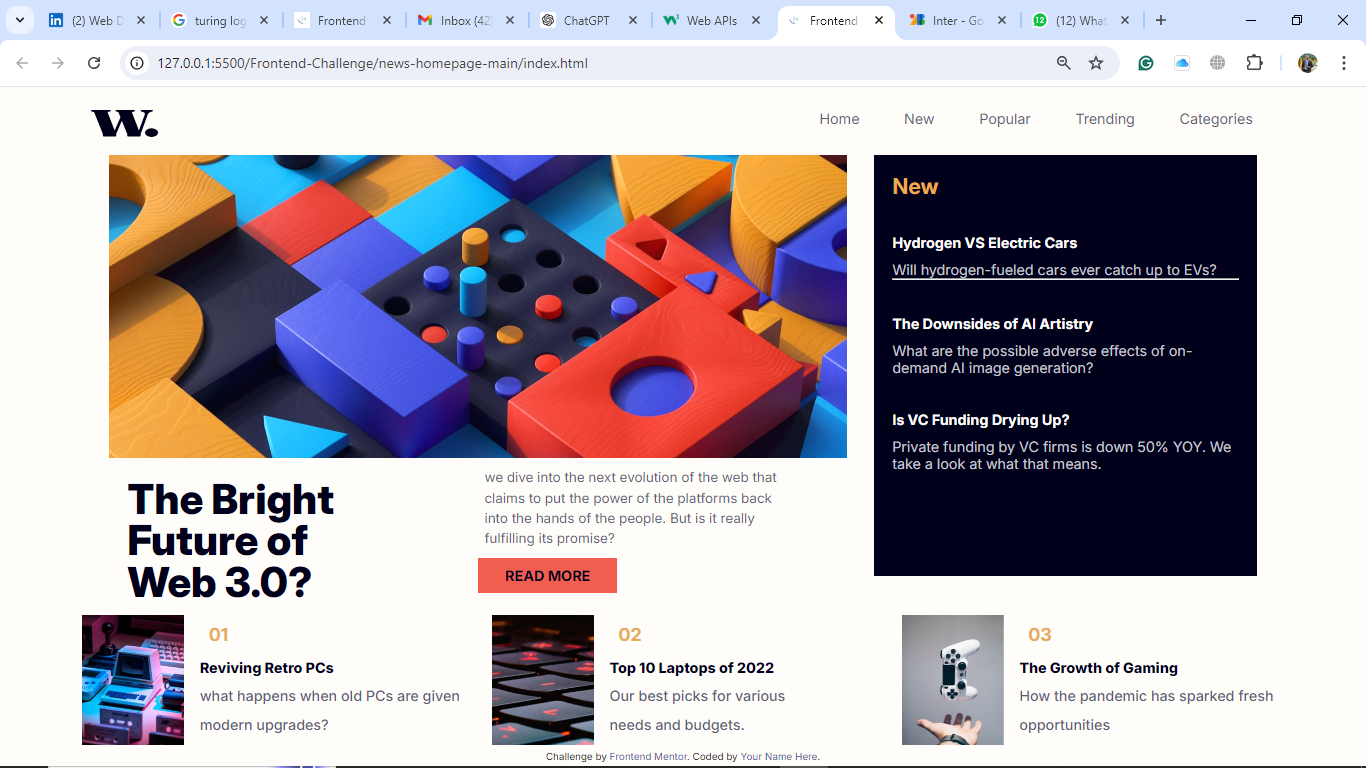 (2) Web D
turing log
Frontend
Inbox (42
ChatGPT
Web APIs
Frontend
Inter - Go
12
(12) What
127.0.0.1:5500/Frontend-Challenge/news-homepage-main/index.html
W.
Home New Popular Trending Categories
New
Hydrogen VS Electric Cars
Will hydrogen-fueled cars ever catch up to EVs?
The Downsides of AI Artistry
What are the possible adverse effects of on-
demand AI image generation?
Is VC Funding Drying Up?
Private funding by VC firms is down 50% YOY. We
take a look at what that means.
The Bright
Future of
Web 3.0?
we dive into the next evolution of the web that
claims to put the power of the platforms back
into the hands of the people. But is it really
fulfilling its promise?
READ MORE
01
Reviving Retro PCs
what happens when old PCs are given
modern upgrades?
02
Top 10 Laptops of 2022
Our best picks for various
needs and budgets.
03
The Growth of Gaming
How the pandemic has sparked fresh
opportunities
Challenge by Frontend Mentor. Coded by Your Name Here.